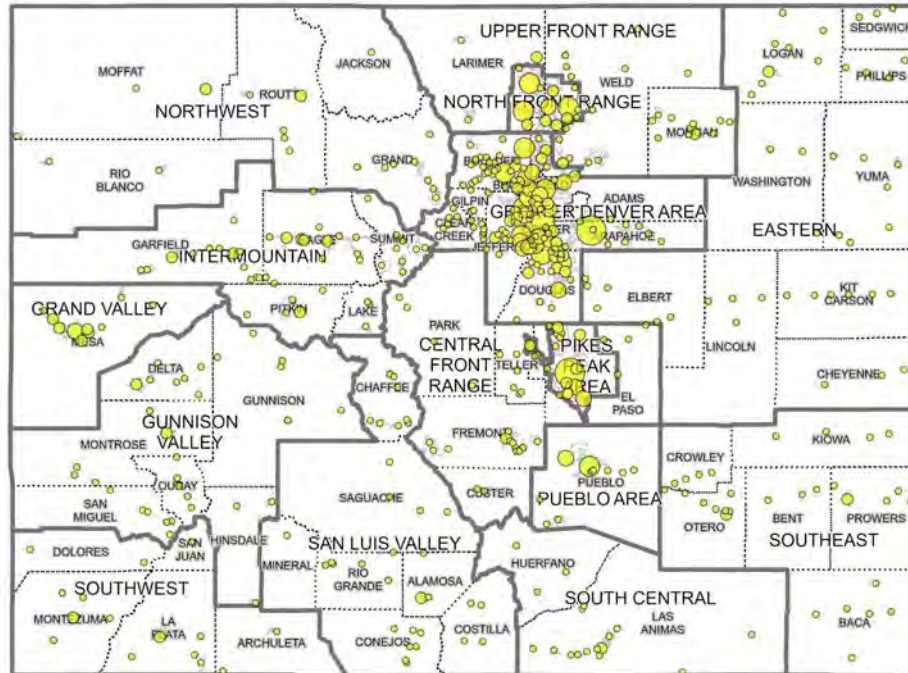 UPPER FRONT RANGE
SEDGWICK
LOGAN
JACKSON
LARIMER
WELD
MOFFAT
PHILLIPS
ROUTT
NORTHWEST
NORTH FRONT RANGE
MORGAN
GRAND
BOULDER
RIO
BLANCO
WASHINGTON
YUMA
GILPIN
ADAMS
GREATER DENVER AREA
CLEAR
CREEK
ARAPAHOE
EASTERN
GARFIELD
EAGLE
SUMMIT
INTERMOUNTAIN
DOUGLAS
ELBERT
KIT
CARSON
GRAND VALLEY
PITKIN
LAKE
PARK
MESA
CENTRAL
FRONT
RANGE
PIKES
PEAK
AREA
LINCOLN
TELLER
DELTA
CHEYENNE
GUNNISON
CHAFFEE
EL
PASO
GUNNISON
VALLEY
MONTROSE
FREMONT
KIOWA
CROWLEY
OURAY
PUEBLO
SAGUACHE
CUSTER
PUEBLO AREA
SAN
MIGUEL
OTERO
BENT
PROWERS
SOUTHEAST
SAN
JUAN
HINSDALE
DOLORES
MINERAL
SAN LUIS VALLEY
HUERFANO
RIO
GRANDE
ALAMOSA
SOUTHWEST
SOUTH CENTRAL
MONTEZUMA
LA
PLATA
LAS
ANIMAS
BACA
COSTILLA
ARCHULETA
CONEJOS